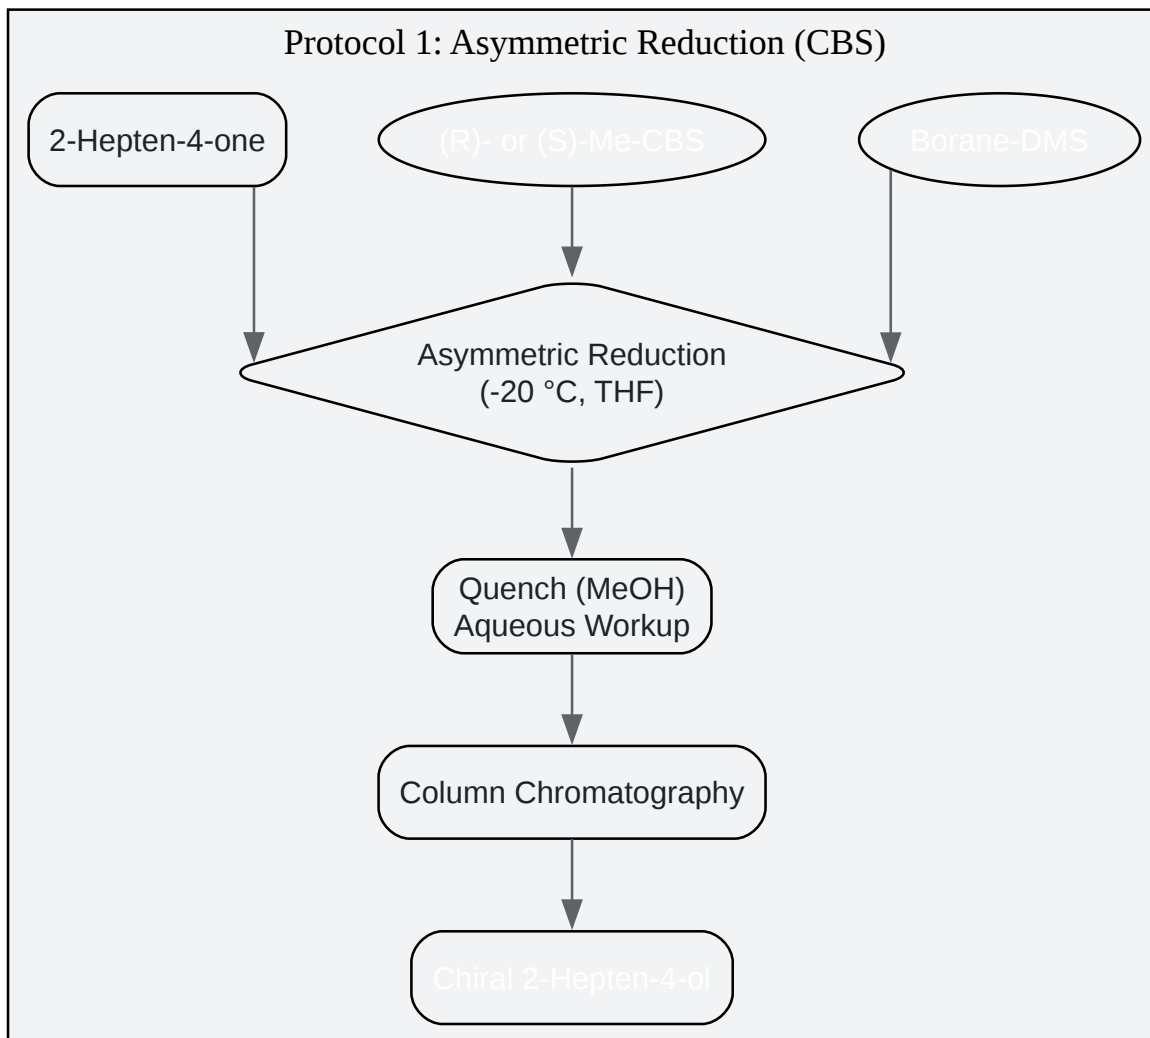 Protocol 1: Asymmetric Reduction (CBS)
2-Hepten-4-one
(R)- or (S)-Me-CBS
Borane-DMS
Asymmetric Reduction
(-20 °C, THF)
Quench (MeOH)
Aqueous Workup
Column Chromatography
Chiral 2-Hepten-4-ol